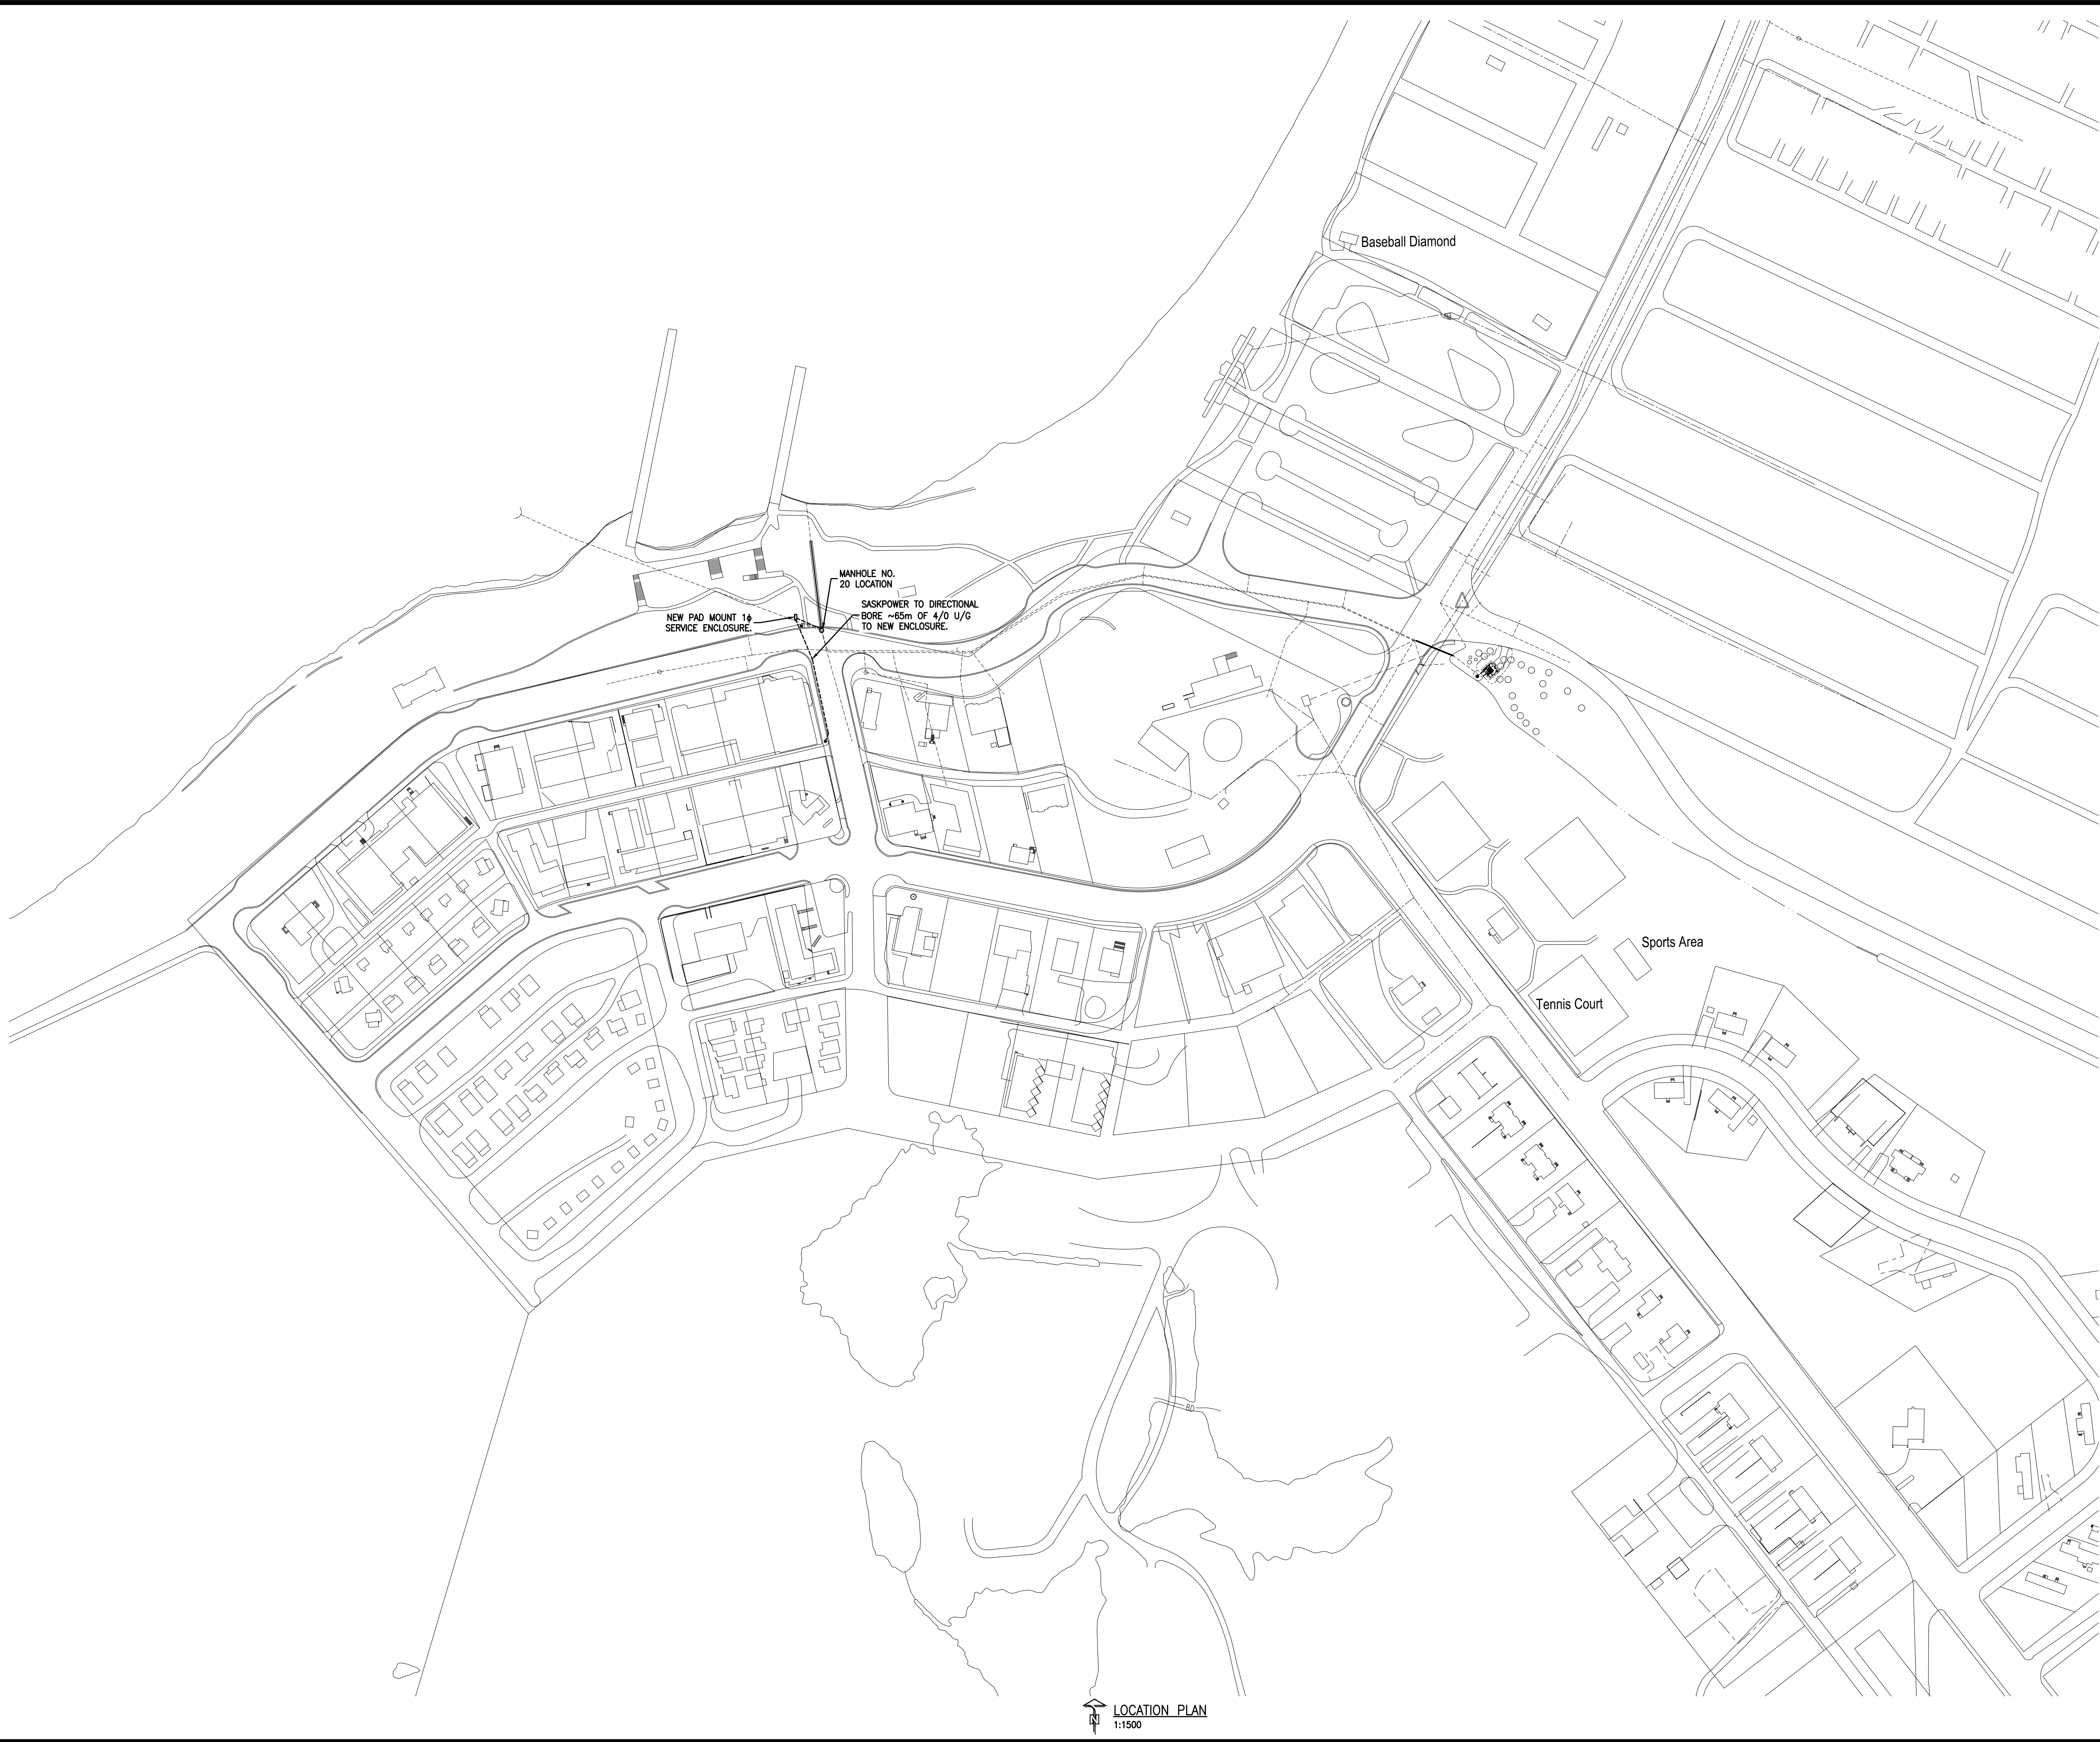 Baseball Diamond
MANHOLE NO.
20 LOCATION
SASKPOWER TO DIRECTIONAL
BORE ~65m OF 4/0 U/G
TO NEW ENCLOSURE.
NEW PAD MOUNT 1ϕ
SERVICE ENCLOSURE.
Sports Area
Tennis Court
BD
N
LOCATION PLAN
1:1500